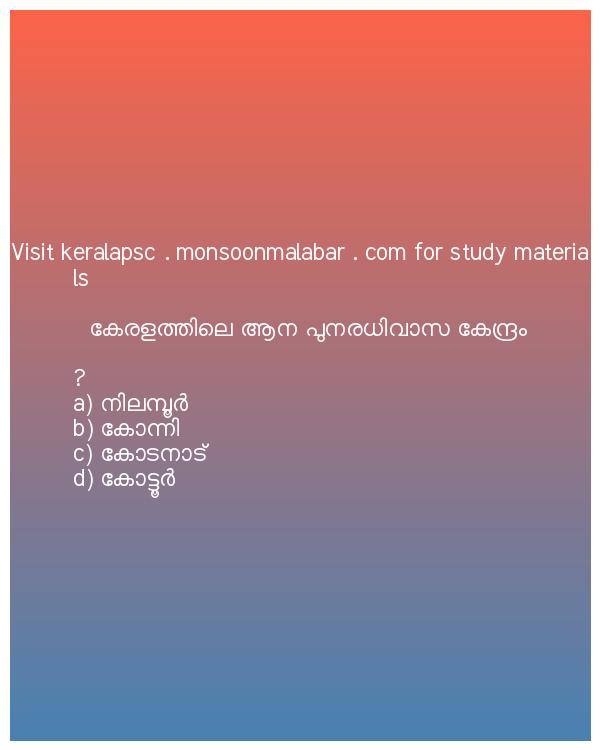 Visit keralapsc . monsoonmalabar . com for study materia
ls
കേരളത്തിലെ ആന പുനരധിവാസ കേന്ദ്രം
?
a) നിലമ്പൂർ
b) കോന്നി
c) കോടനാട്
d) കോട്ടൂർ